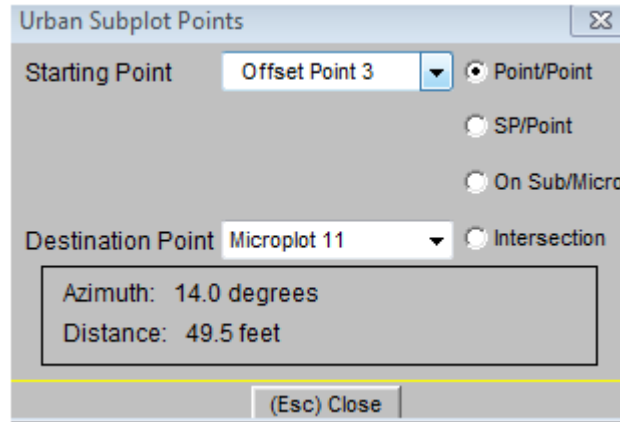 Urban Subplot Points
Starting Point Offset Point 3 Point/Point
SP/Point
On Sub/Micro
Destination Point Microplot 11 Intersection
Azimuth: 14.0 degrees
Distance: 49.5 feet
(Esc) Close